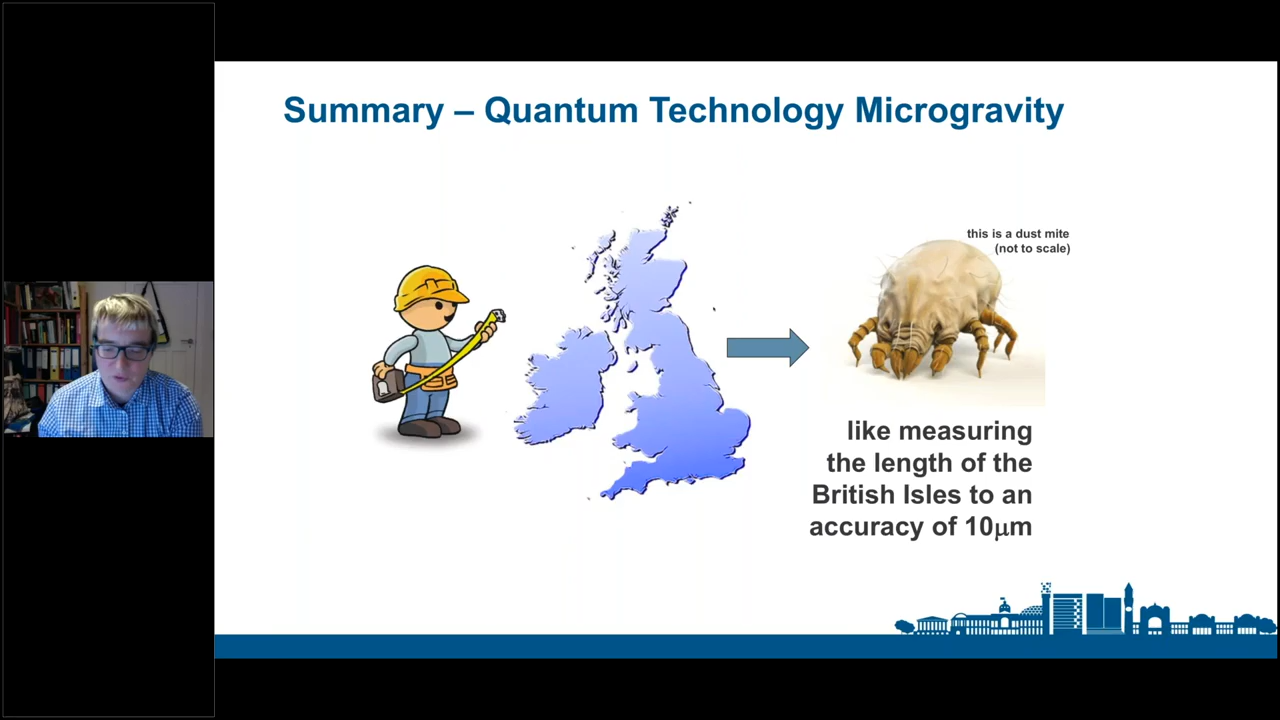 Summary – Quantum Technology Microgravity
this is a dust mite
(not to scale)
like measuring
the length of the
British Isles to an
accuracy of 10μm